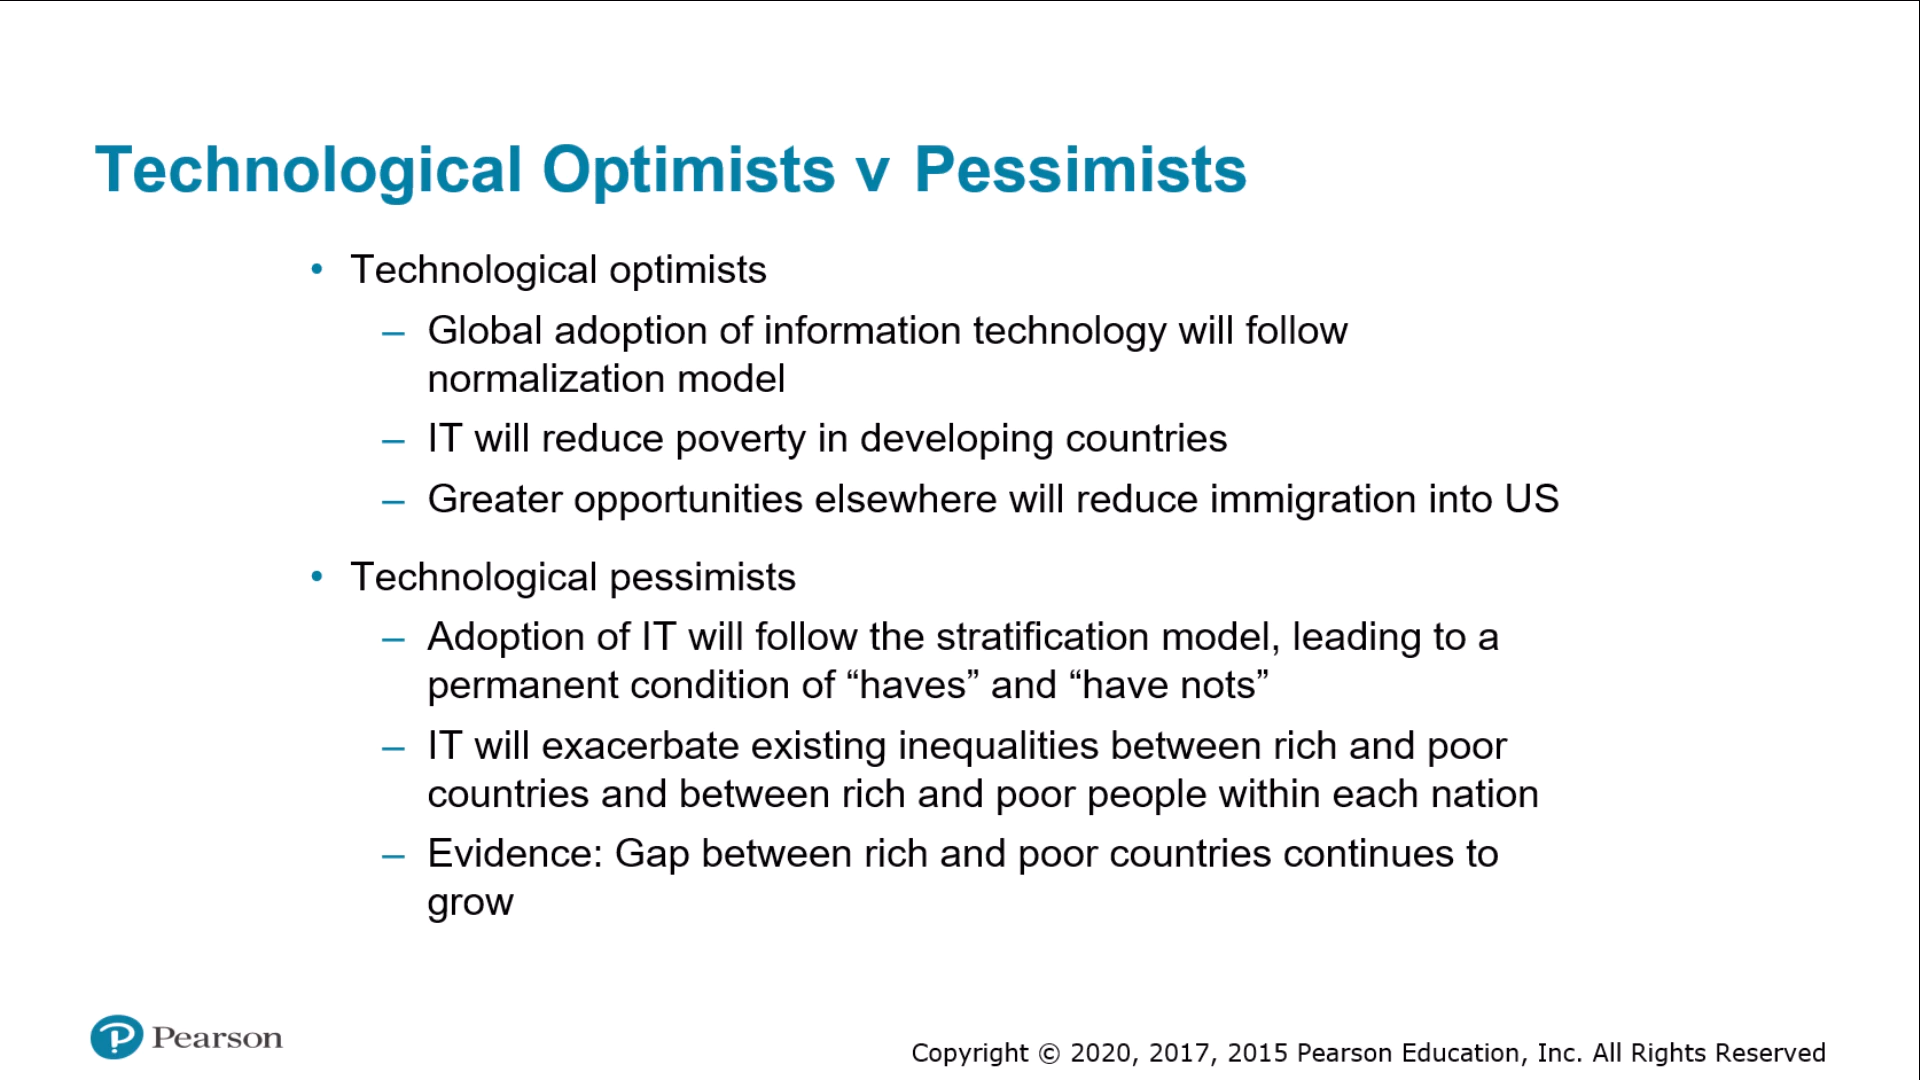 Technological Optimists v Pessimists
• Technological optimists
– Global adoption of information technology will follow
normalization model
– IT will reduce poverty in developing countries
– Greater opportunities elsewhere will reduce immigration into US
• Technological pessimists
– Adoption of IT will follow the stratification model, leading to a
permanent condition of “haves” and “have nots”
– IT will exacerbate existing inequalities between rich and poor
countries and between rich and poor people within each nation
– Evidence: Gap between rich and poor countries continues to
grow
P Pearson
Copyright © 2020, 2017, 2015 Pearson Education, Inc. All Rights Reserved